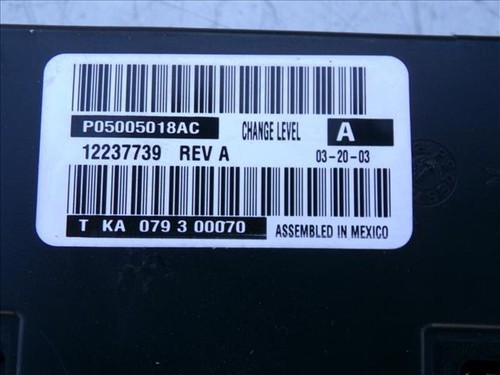 P05005018AC CHANGE LEVEL A
12237739 REV A 03-20-03
T KA 079 3 00070 ASSEMBLED IN MEXICO